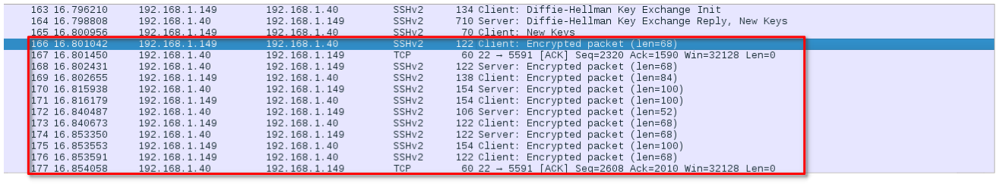 163 16.796210 192.168.1.149 192.168.1.40 SSHv2 134 Client: Diffie-Hellman Key Exchange Init
164 16.798808 192.168.1.40 192.168.1.149 SSHv2 710 Server: Diffie-Hellman Key Exchange Reply, New Keys
165 16.800956 192.168.1.149 192.168.1.40 SSHv2 70 Client: New Keys
166 16.801042 192.168.1.149 192.168.1.40 SSHv2 122 Client: Encrypted packet (len=68)
167 16.801450 192.168.1.40 192.168.1.149 TCP 60 22 → 5591 [ACK] Seq=2320 Ack=1590 Win=32128 Len=0
168 16.802431 192.168.1.40 192.168.1.149 SSHv2 122 Server: Encrypted packet (len=68)
169 16.802655 192.168.1.149 192.168.1.40 SSHv2 138 Client: Encrypted packet (len=84)
170 16.815938 192.168.1.40 192.168.1.149 SSHv2 154 Server: Encrypted packet (len=100)
171 16.816179 192.168.1.149 192.168.1.40 SSHv2 154 Client: Encrypted packet (len=100)
172 16.840487 192.168.1.40 192.168.1.149 SSHv2 106 Server: Encrypted packet (len=52)
173 16.840673 192.168.1.149 192.168.1.40 SSHv2 122 Client: Encrypted packet (len=68)
174 16.853350 192.168.1.40 192.168.1.149 SSHv2 122 Server: Encrypted packet (len=68)
175 16.853553 192.168.1.149 192.168.1.40 SSHv2 154 Client: Encrypted packet (len=100)
176 16.853591 192.168.1.149 192.168.1.40 SSHv2 122 Client: Encrypted packet (len=68)
177 16.854058 192.168.1.40 192.168.1.149 TCP 60 22 → 5591 [ACK] Seq=2608 Ack=2010 Win=32128 Len=0